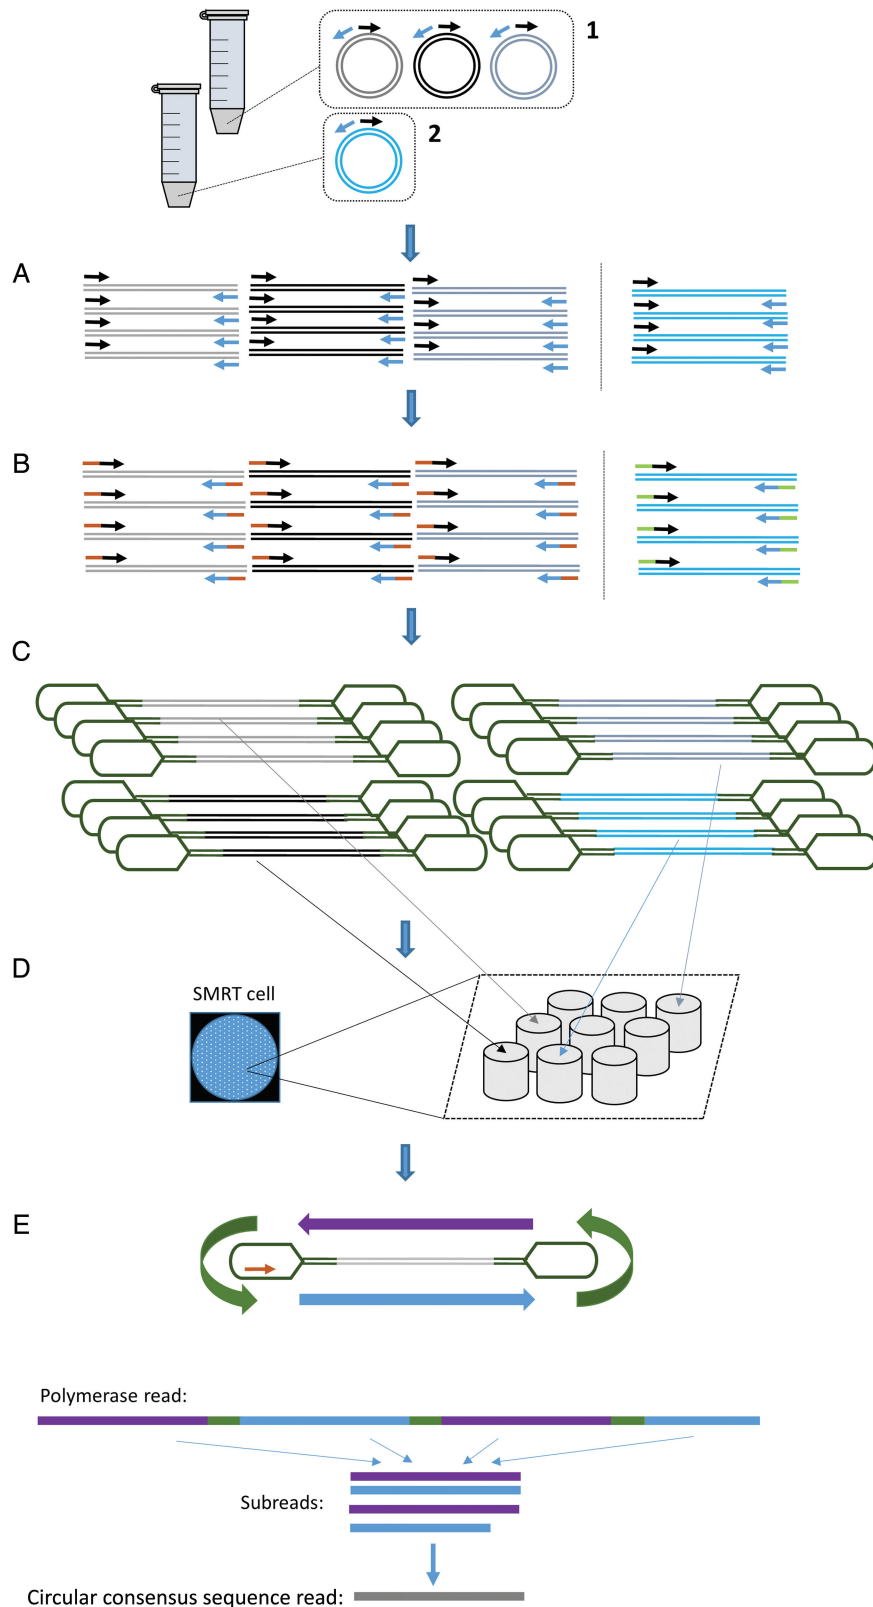 1
2
A
B
C
D
SMRT cell
E
Polymerase read:
Subreads:
Circular consensus sequence read: